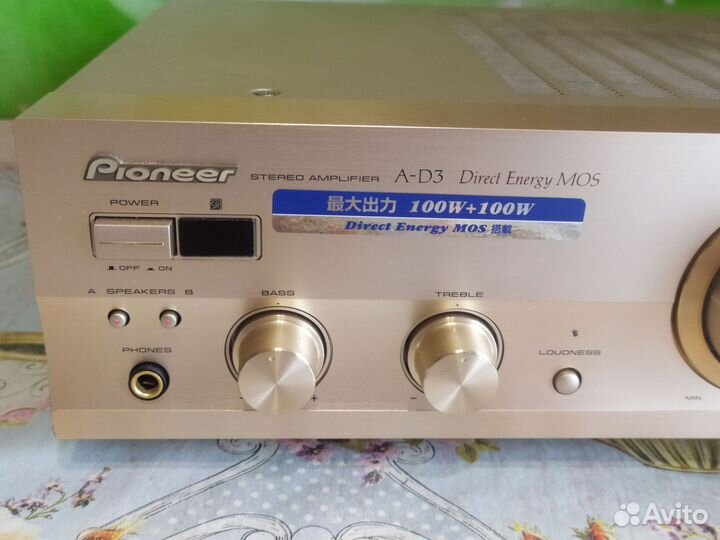 Pioneer STEREO AMPLIFIER A-D3 Direct Energy MOS
最大出力 100W+100W
Direct Energy MOS 搭載
POWER SR
OFF ON
A SPEAKERS B
BASS
TREBLE
PHONES
LOUDNESS
- +
-
MIN
Avito